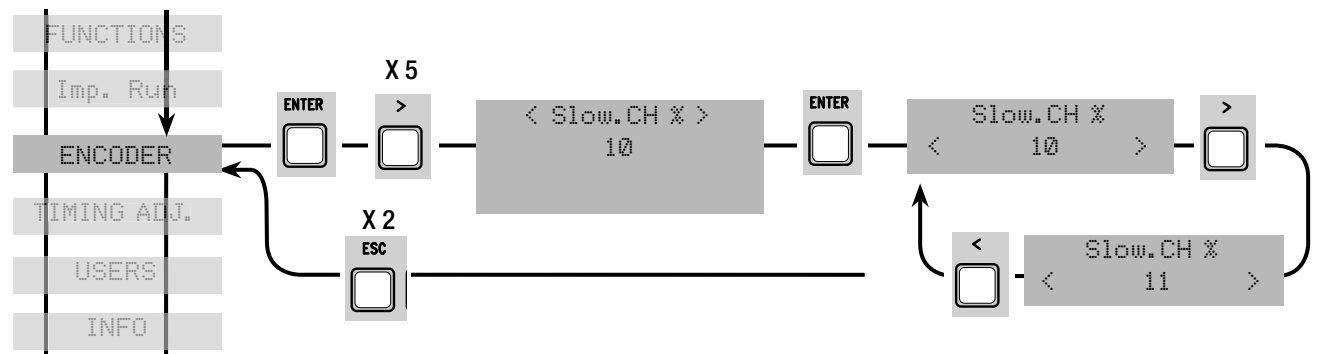 FUNCTIONS
Imp. Run
ENCODER
TIMING ADJ.
USERS
INFO
ENTER
X 5
>
< Slow.CH % >
10
ENTER
Slow.CH %
< 10 >
>
Slow.CH %
< 11 >
<
X 2
ESC